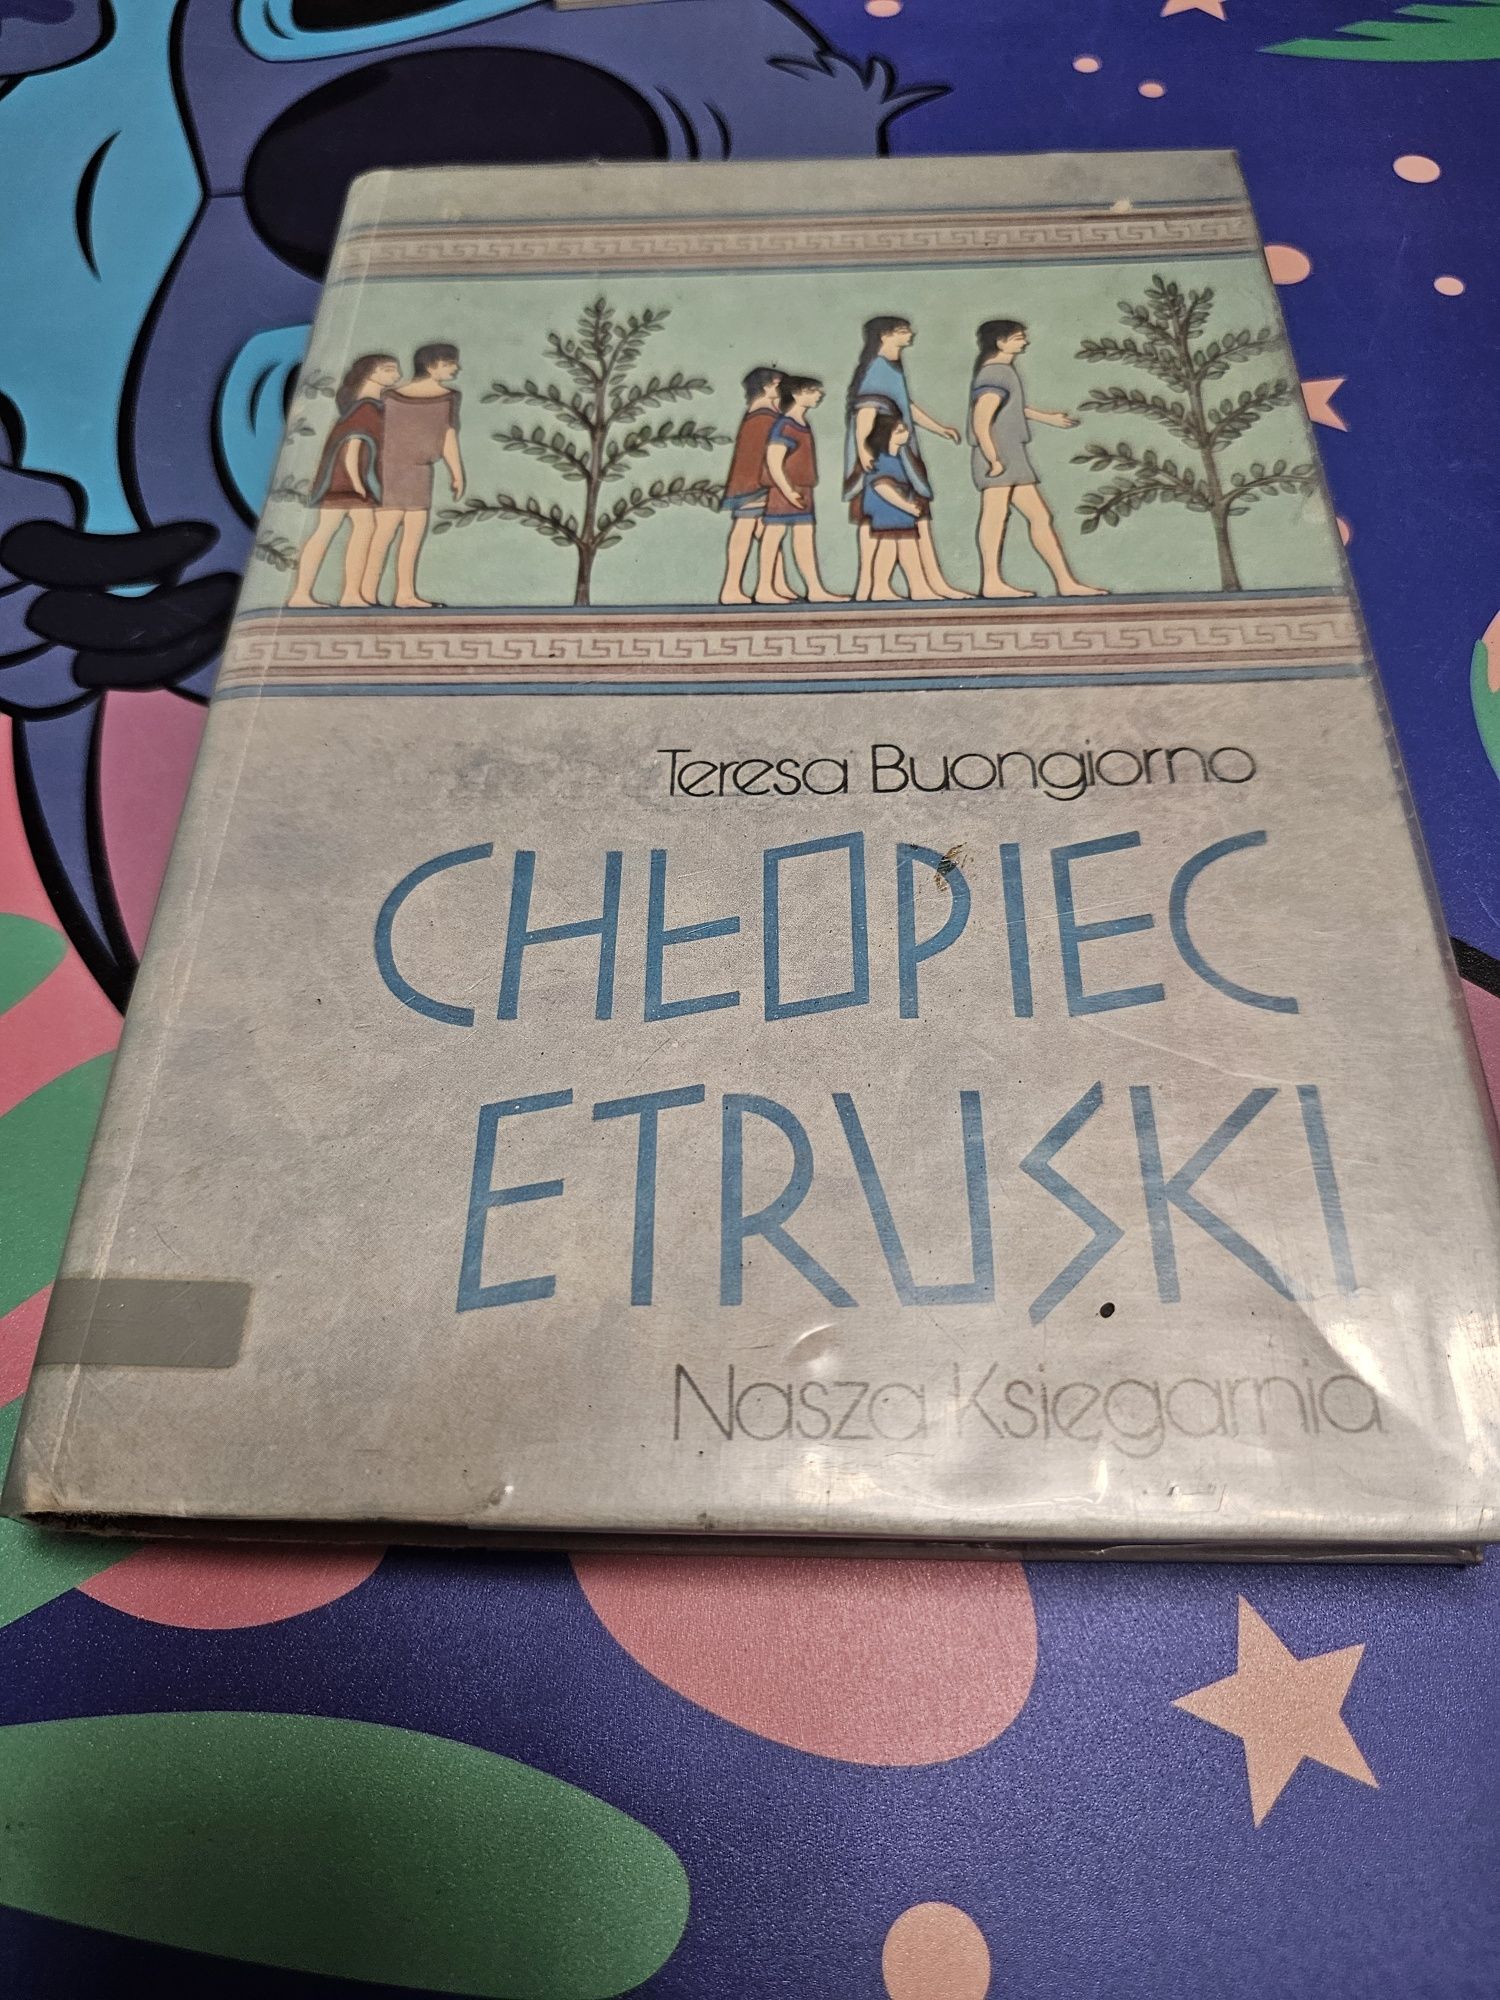 Teresa Buongiorno
CHŁOPIEC
ETRUSKI
Nasza Księgarnia